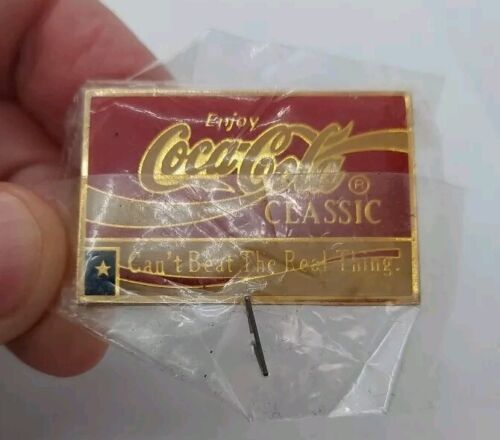 Enjoy
Coca-Cola ®
CLASSIC
Can't Beat The Real Thing.